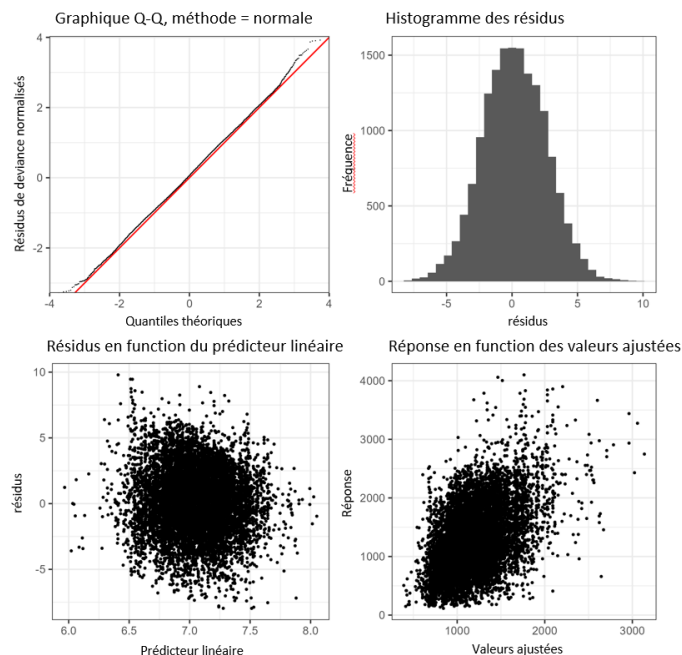 Graphique Q-Q, méthode = normale
Résidus de deviance normalisés
4
2
0
-2
-4
-2
0
2
4
Quantiles théoriques
Histogramme des résidus
Fréquence
1500
1000
500
0
-5
0
5
10
résidus
Résidus en function du prédicteur linéaire
résidus
10
5
0
-5
6.0
6.5
7.0
7.5
8.0
Prédicteur linéaire
Réponse en function des valeurs ajustées
Réponse
4000
3000
2000
1000
0
1000
2000
3000
Valeurs ajustées